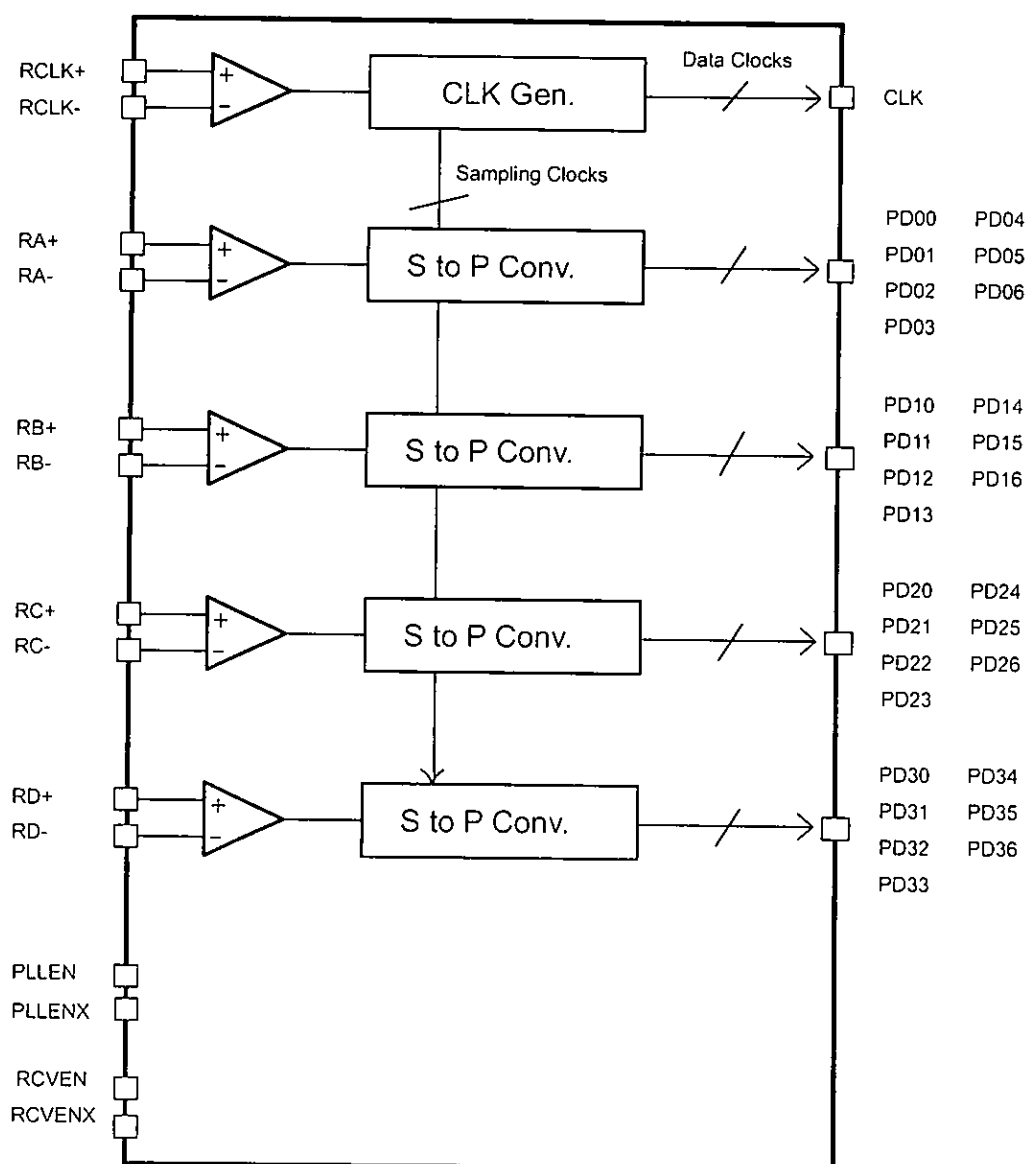 Data Clocks
RCLK+
RCLK-
+
-
CLK Gen.
CLK
Sampling Clocks
RA+
RA-
+
-
S to P Conv.
PD00 PD04
PD01 PD05
PD02 PD06
PD03
RB+
RB-
+
-
S to P Conv.
PD10 PD14
PD11 PD15
PD12 PD16
PD13
RC+
RC-
+
-
S to P Conv.
PD20 PD24
PD21 PD25
PD22 PD26
PD23
RD+
RD-
+
-
S to P Conv.
PD30 PD34
PD31 PD35
PD32 PD36
PD33
PLLEN
PLLENX
RCVEN
RCVENX